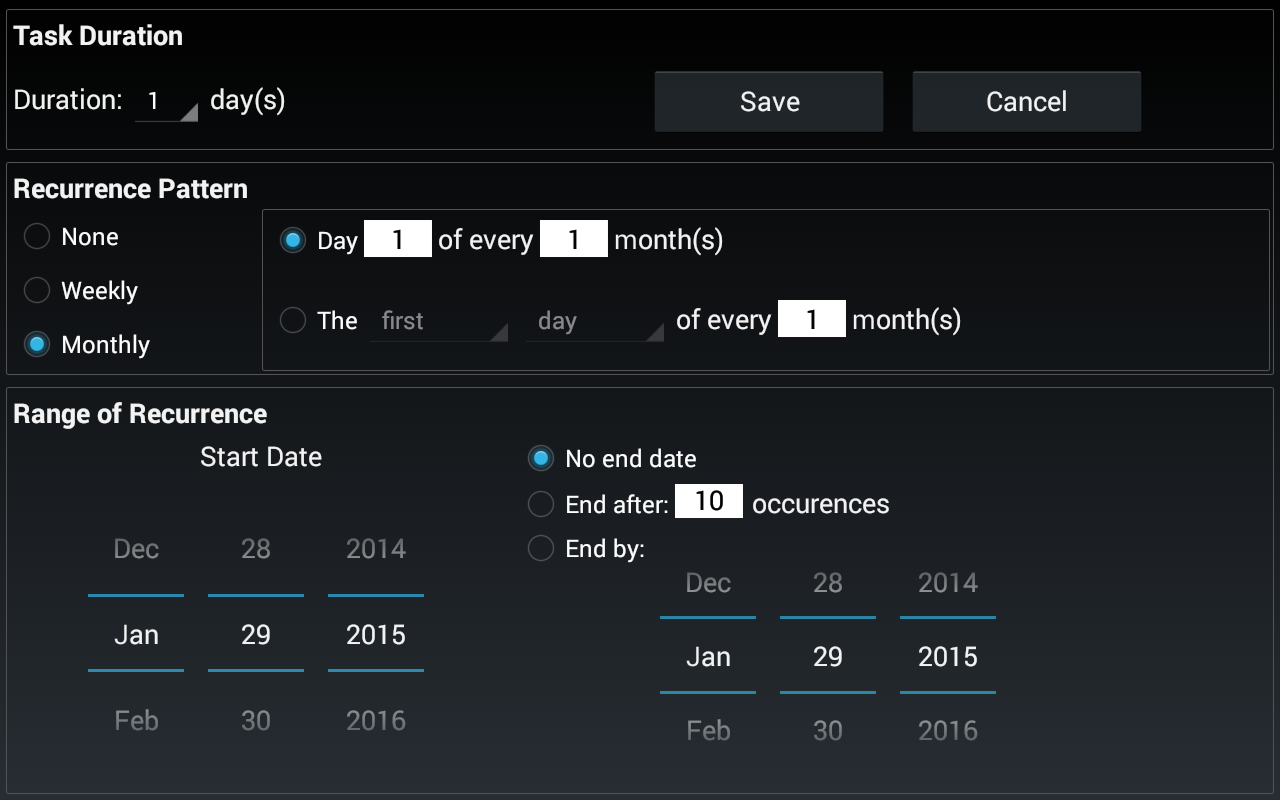 Task Duration
Duration: 1 day(s)
Save
Cancel
Recurrence Pattern
None
Weekly
Monthly
Day 1 of every 1 month(s)
The first day of every 1 month(s)
Range of Recurrence
Start Date
Dec 28 2014
Jan 29 2015
Feb 30 2016
No end date
End after: 10 occurences
End by:
Dec 28 2014
Jan 29 2015
Feb 30 2016